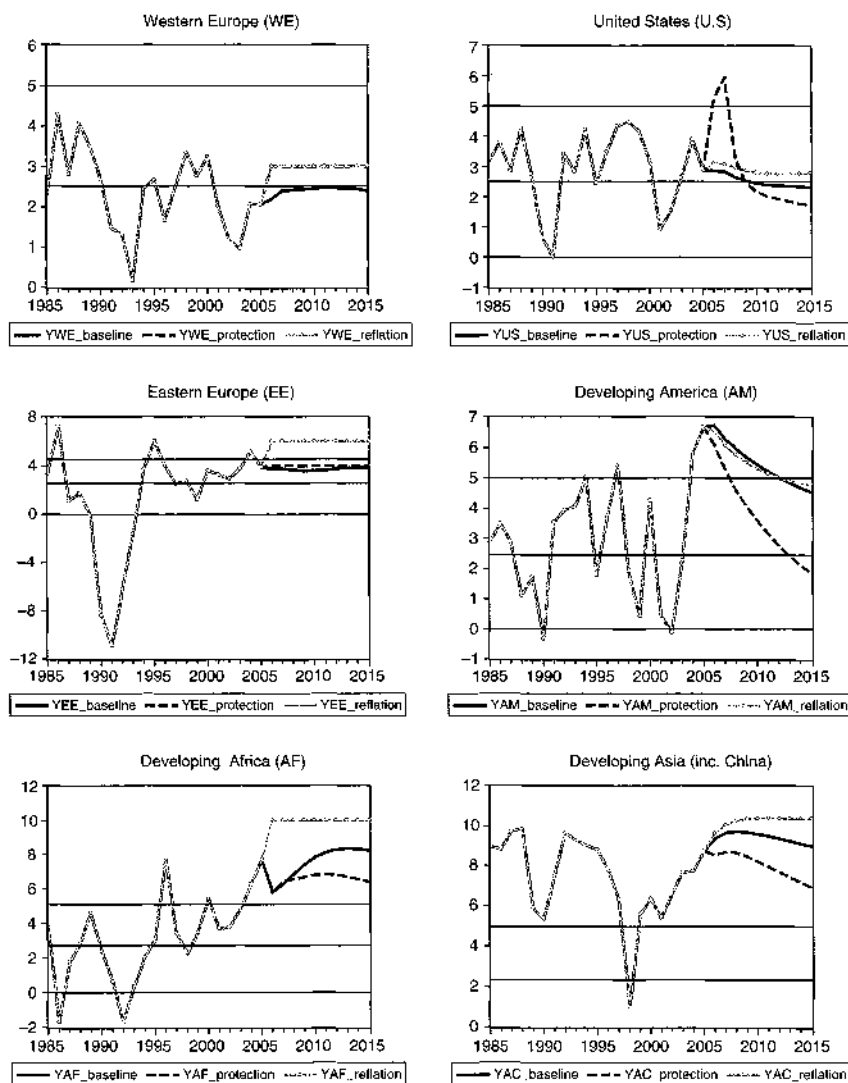 Western Europe (WE)
6
5
4
3
2
1
0
1985 1990 1995 2000 2005 2010 2015
YWE_baseline YWE_protection YWE_reflation
United States (U.S)
7
6
5
4
3
2
1
0
−1
1985 1990 1995 2000 2005 2010 2015
YUS_baseline YUS_protection YUS_reflation
Eastern Europe (EE)
8
4
0
−4
−8
−12
1985 1990 1995 2000 2005 2010 2015
YEE_baseline YEE_protection YEE_reflation
Developing America (AM)
7
6
5
4
3
2
1
0
−1
1985 1990 1995 2000 2005 2010 2015
YAM_baseline YAM_protection YAM_reflation
Developing Africa (AF)
12
10
8
6
4
2
0
−2
1985 1990 1995 2000 2005 2010 2015
YAF_baseline YAF_protection YAF_reflation
Developing Asia (inc. China)
12
10
8
6
4
2
0
1985 1990 1995 2000 2005 2010 2015
YAC_baseline YAC_protection YAC_reflation